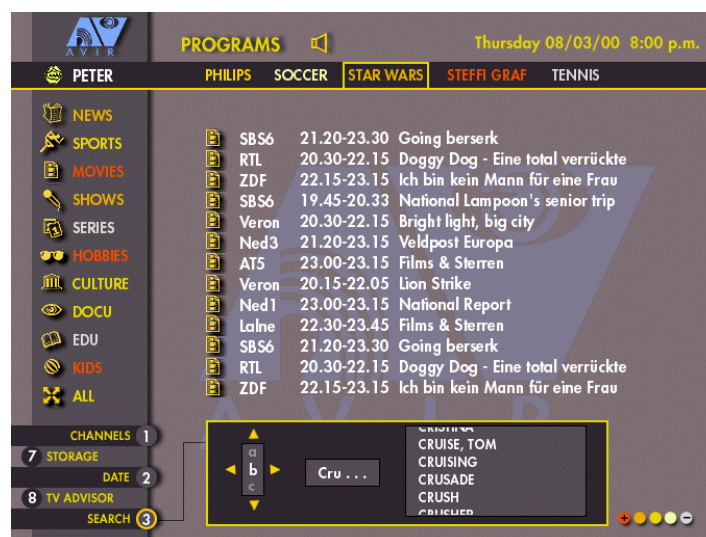 AVIR
PROGRAMS
Thursday 08/03/00 8:00 p.m.
PETER
PHILIPS SOCCER STAR WARS STEFFI GRAF TENNIS
NEWS
SPORTS
MOVIES
SHOWS
SERIES
HOBBIES
CULTURE
DOCU
EDU
KIDS
ALL
SBS6 21.20-23.30 Going berserk
RTL 20.30-22.15 Doggy Dog - Eine total verrückte
ZDF 22.15-23.15 Ich bin kein Mann für eine Frau
SBS6 19.45-20.33 National Lampoon's senior trip
Veron 20.30-22.15 Bright light, big city
Ned3 21.20-23.15 Veldpost Europa
AT5 23.00-23.15 Films & Sterren
Veron 20.15-22.05 Lion Strike
Ned1 23.00-23.15 National Report
Lalne 22.30-23.45 Films & Sterren
SBS6 21.20-23.30 Going berserk
RTL 20.30-22.15 Doggy Dog - Eine total verrückte
ZDF 22.15-23.15 Ich bin kein Mann für eine Frau
AVIR
CHANNELS 1
7 STORAGE
DATE 2
8 TV ADVISOR
SEARCH 3
a
b
c
Cru . . .
CRISTINA
CRUISE, TOM
CRUISING
CRUSADE
CRUSH
CRUSHER